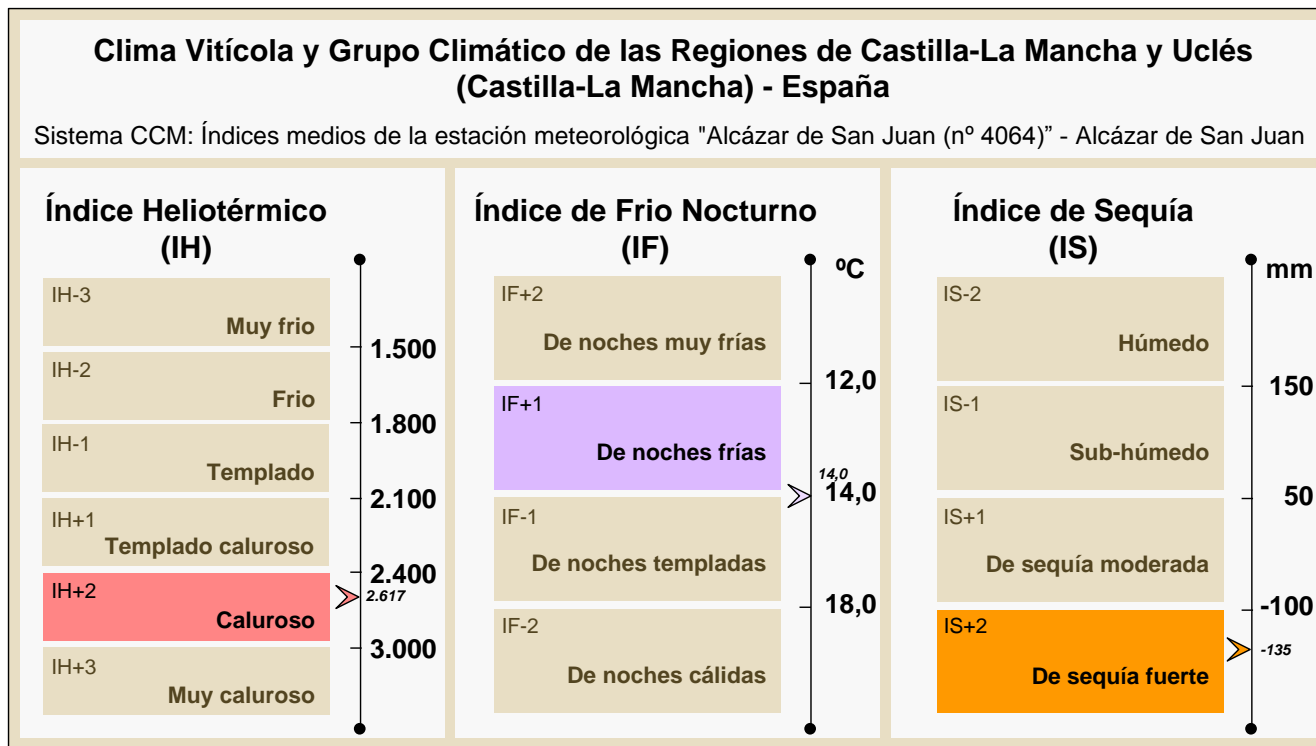 Clima Vitícola y Grupo Climático de las Regiones de Castilla-La Mancha y Uclés
(Castilla-La Mancha) - España
Sistema CCM: Índices medios de la estación meteorológica "Alcázar de San Juan (nº 4064)” - Alcázar de San Juan
Índice Heliotérmico
(IH)
IH-3
Muy frio
1.500
IH-2
Frio
1.800
IH-1
Templado
2.100
IH+1
Templado caluroso
2.400
IH+2
2.617
Caluroso
3.000
IH+3
Muy caluroso
Índice de Frio Nocturno
(IF)
ºC
IF+2
De noches muy frías
12,0
IF+1
De noches frías
14,0
14,0
IF-1
De noches templadas
18,0
IF-2
De noches cálidas
Índice de Sequía
(IS)
mm
IS-2
Húmedo
150
IS-1
Sub-húmedo
50
IS+1
De sequía moderada
-100
IS+2
-135
De sequía fuerte